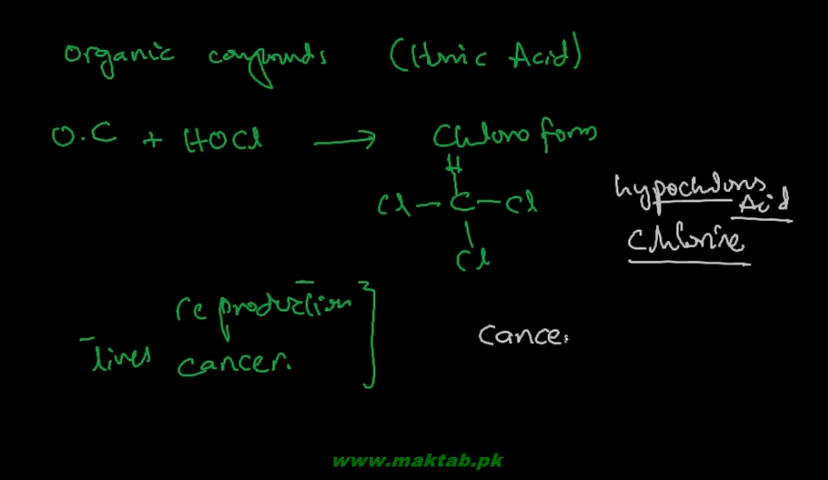 organic compounds (Humic Acid)
O.C + HOCl → Chloroform
H
Cl - C - Cl
Cl
hypochlorous
Acid
Chlorine
reproduction
lives cancer.
Cance
www.maktab.pk